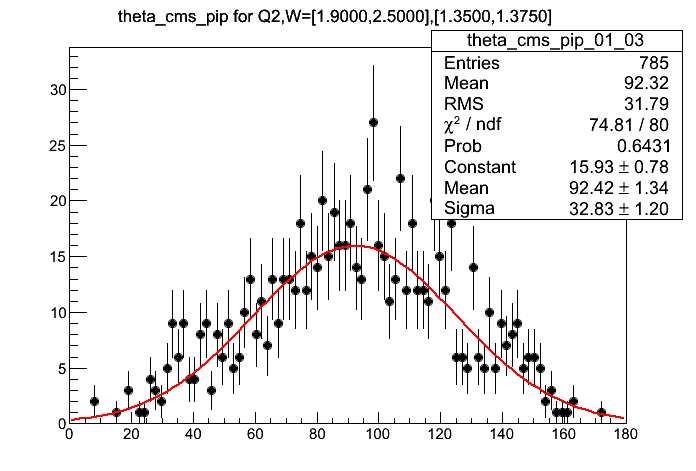 theta_cms_pip for Q2,W=[1.9000,2.5000],[1.3500,1.3750]
theta_cms_pip_01_03
Entries 785
Mean 92.32
RMS 31.79
χ² / ndf 74.81 / 80
Prob 0.6431
Constant 15.93 ± 0.78
Mean 92.42 ± 1.34
Sigma 32.83 ± 1.20
30
25
20
15
10
5
0
0 20 40 60 80 100 120 140 160 180